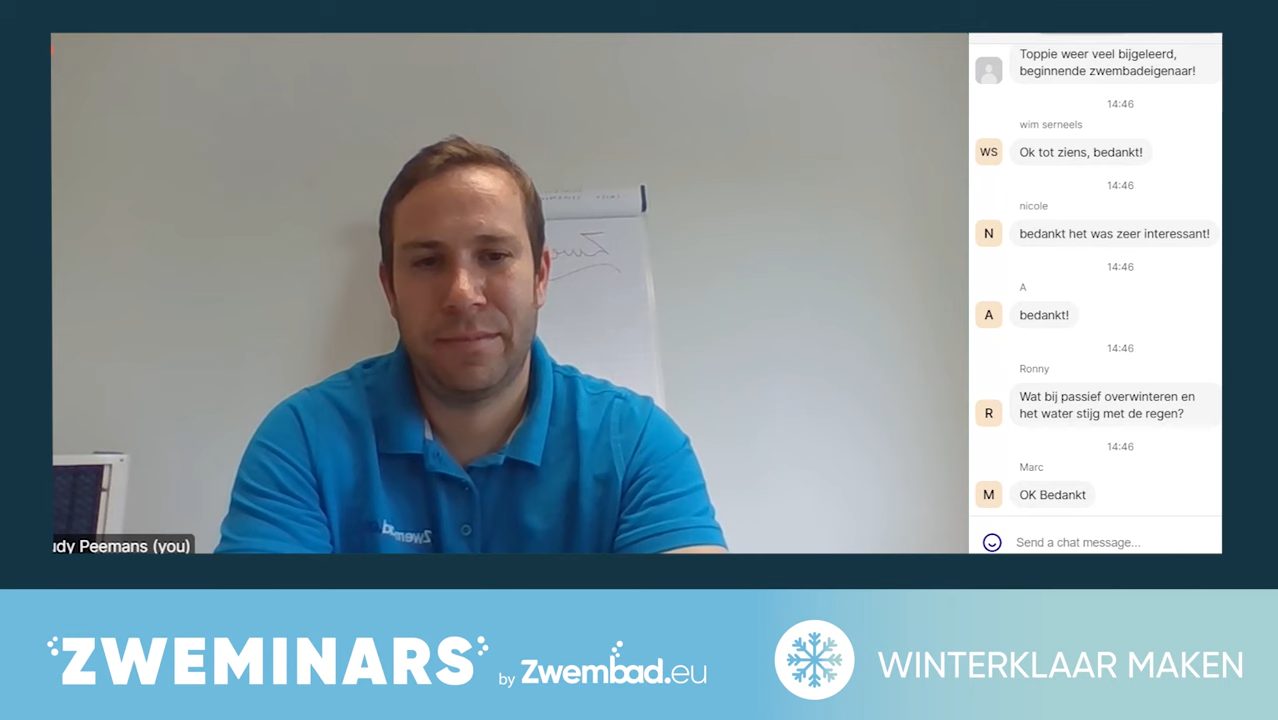 Toppie weer veel bijgeleerd,
beginnende zwembadeigenaar!
14:46
wim serneels
WS
Ok tot ziens, bedankt!
14:46
nicole
N
bedankt het was zeer interessant!
14:46
A
A
bedankt!
14:46
Ronny
R
Wat bij passief overwinteren en
het water stijg met de regen?
14:46
Marc
M
OK Bedankt
Send a chat message...
udy Peemans (you)
ZWEMINARS
by Zwembad.eu
WINTERKLAAR MAKEN